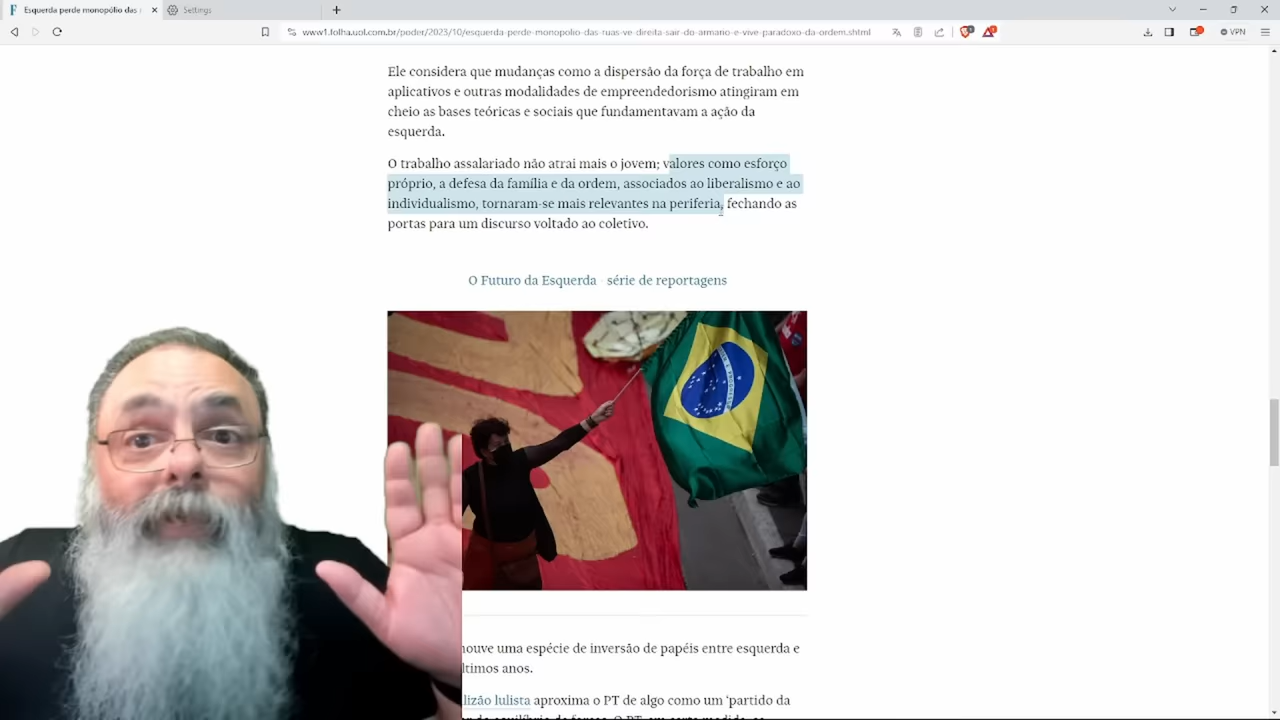 Esquerda perde monopólio das
Settings
www1.folha.uol.com.br/poder/2023/10/esquerda-perde-monopolio-das-ruas-ve-direita-sair-do-armario-e-vive-paradoxo-da-ordem.shtml
VPN
Ele considera que mudanças como a dispersão da força de trabalho em
aplicativos e outras modalidades de empreendedorismo atingiram em
cheio as bases teóricas e sociais que fundamentavam a ação da
esquerda.
O trabalho assalariado não atrai mais o jovem; valores como esforço
próprio, a defesa da família e da ordem, associados ao liberalismo e ao
individualismo, tornaram-se mais relevantes na periferia, fechando as
portas para um discurso voltado ao coletivo.
O Futuro da Esquerda série de reportagens
houve uma espécie de inversão de papéis entre esquerda e
ltimos anos.
lizão lulista aproxima o PT de algo como um 'partido da